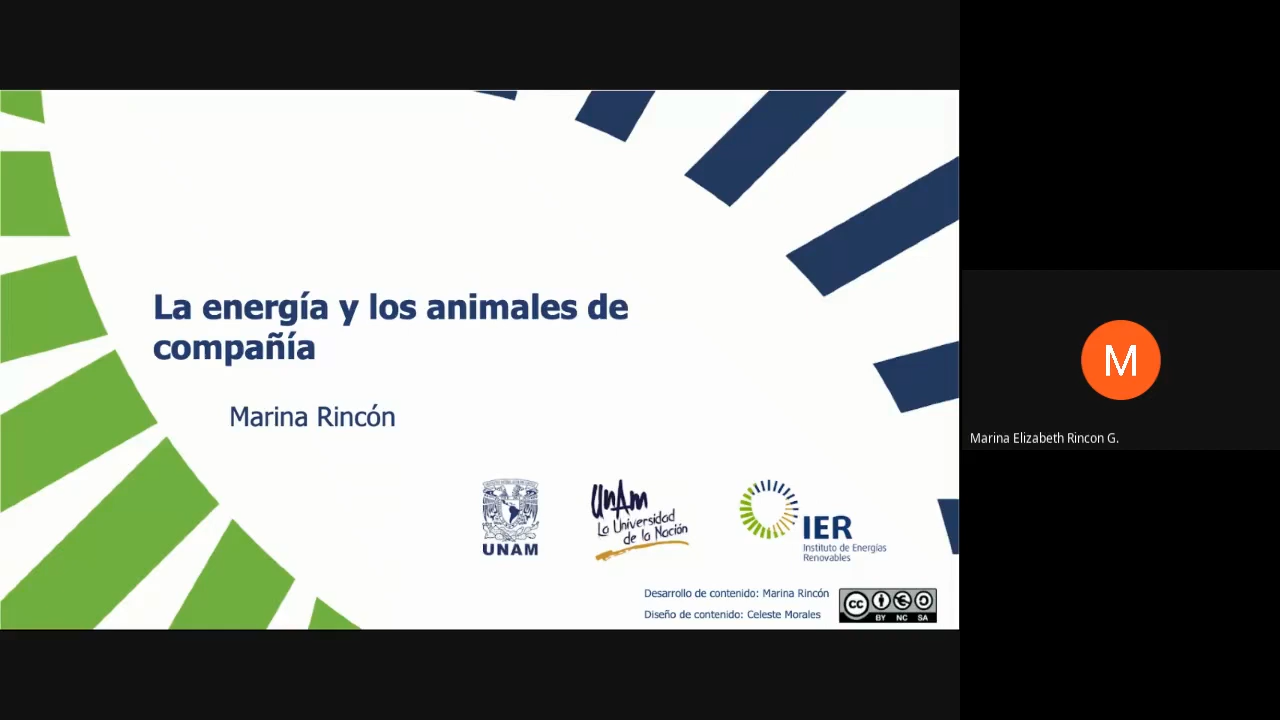 La energía y los animales de
compañía
Marina Rincón
UNAM
UnAm
La Universidad
de la Nación
IER
Instituto de Energías
Renovables
Desarrollo de contenido: Marina Rincón
Diseño de contenido: Celeste Morales
cc
BY NC SA
M
Marina Elizabeth Rincon G.